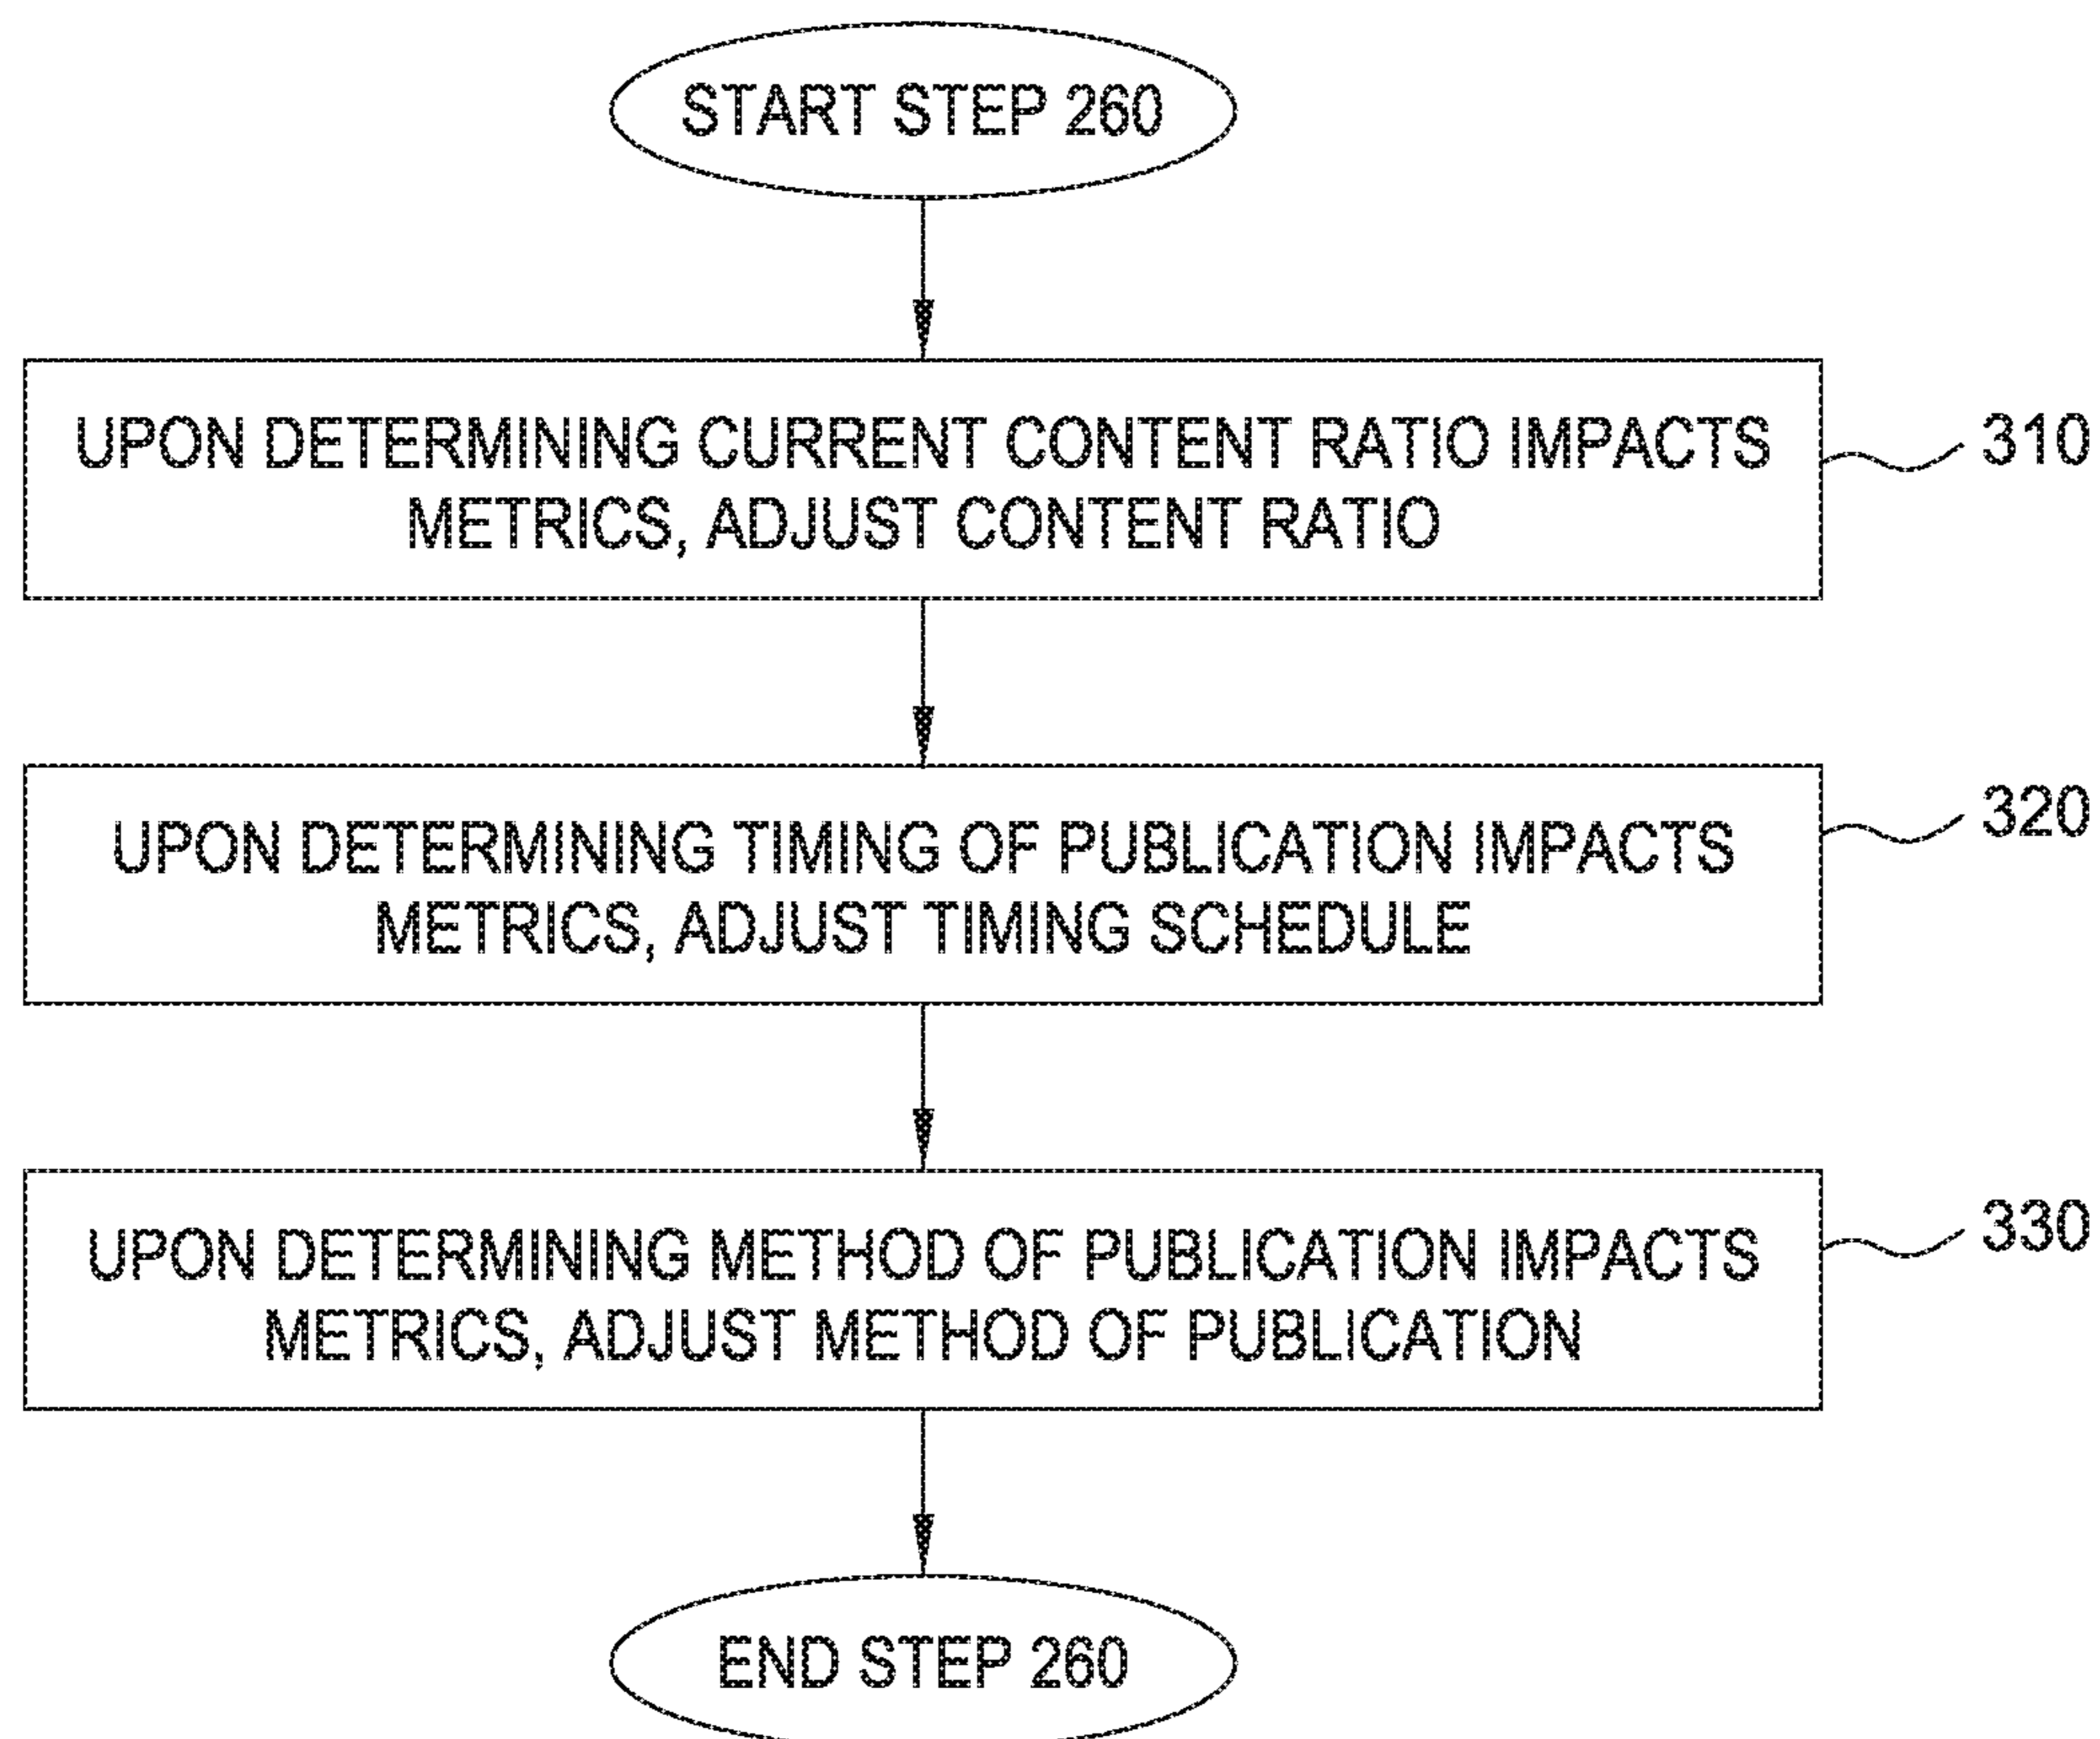 START STEP 260
UPON DETERMINING CURRENT CONTENT RATIO IMPACTS
METRICS, ADJUST CONTENT RATIO
310
UPON DETERMINING TIMING OF PUBLICATION IMPACTS
METRICS, ADJUST TIMING SCHEDULE
320
UPON DETERMINING METHOD OF PUBLICATION IMPACTS
METRICS, ADJUST METHOD OF PUBLICATION
330
END STEP 260